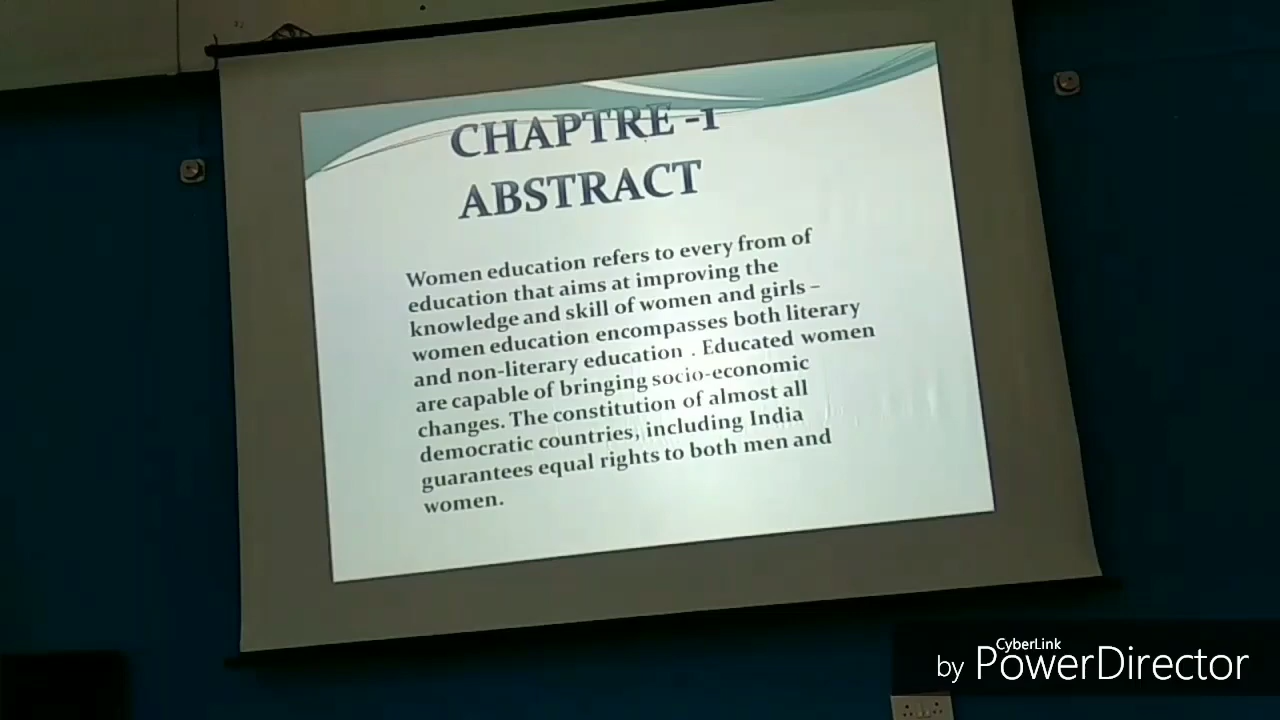 CHAPTRE -1
ABSTRACT
Women education refers to every from of
education that aims at improving the
knowledge and skill of women and girls –
women education encompasses both literary
and non-literary education . Educated women
are capable of bringing socio-economic
changes. The constitution of almost all
democratic countries, including India
guarantees equal rights to both men and
women.
CyberLink
by PowerDirector